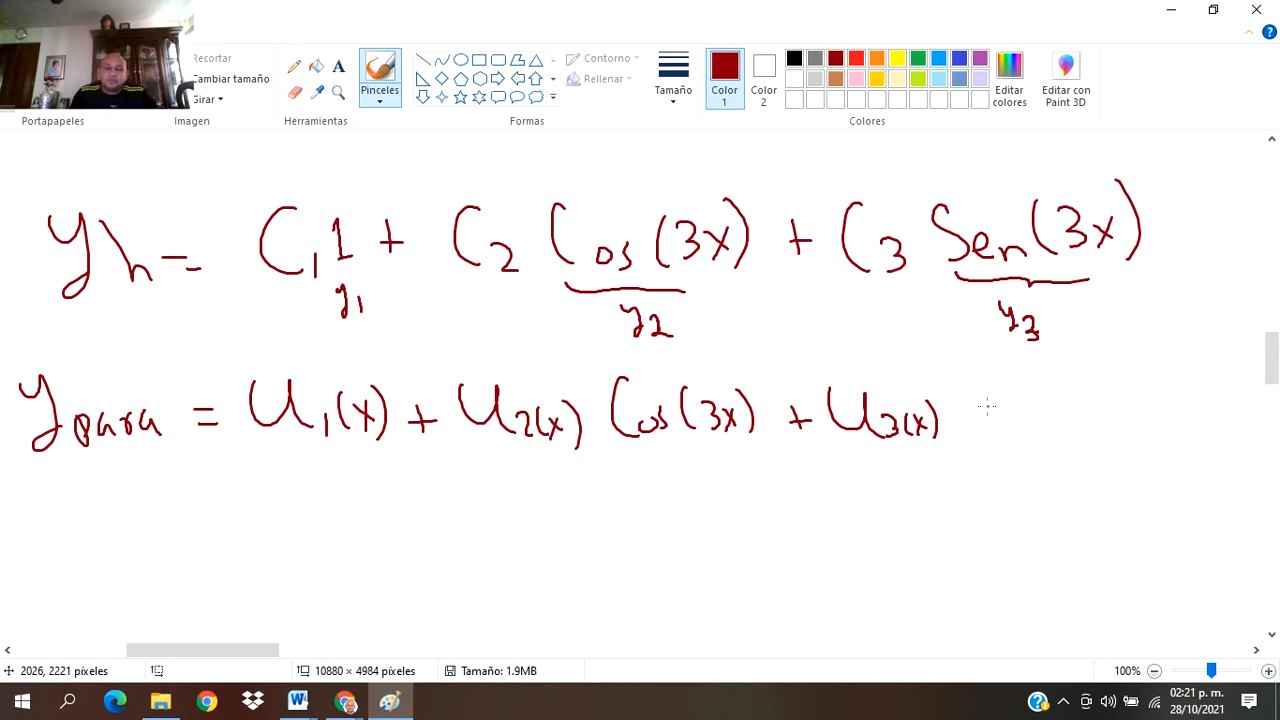 Recortar
Cambiar tamaño
Girar
Portapapeles
Imagen
Herramientas
Pinceles
Contorno
Rellenar
Formas
Tamaño
Color 1
Color 2
Editar colores
Editar con Paint 3D
Colores
yh = C1 1 + C2 Cos(3x) + C3 Sen(3x)
y1 y2 y3
ypara = U1(x) + U2(x) Cos(3x) + U3(x)
2026, 2221 píxeles
10880 × 4984 píxeles
Tamaño: 1.9MB
100%
02:21 p. m.
28/10/2021